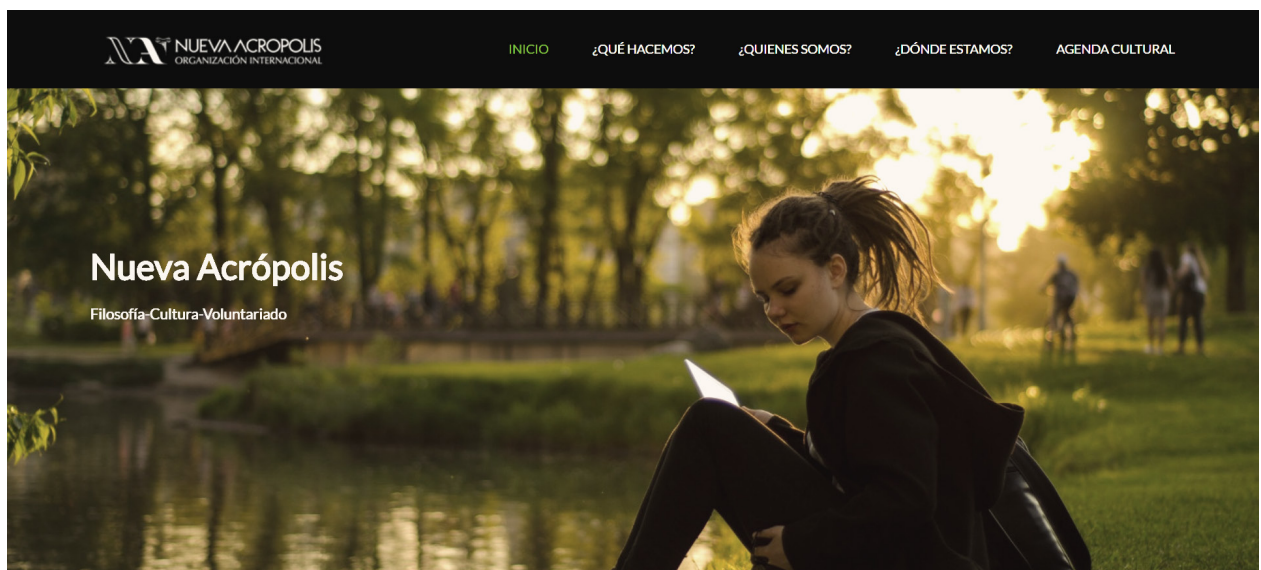 NUEVA ACROPOLIS
ORGANIZACIÓN INTERNACIONAL
INICIO ¿QUÉ HACEMOS? ¿QUIENES SOMOS? ¿DÓNDE ESTAMOS? AGENDA CULTURAL
Nueva Acrópolis
Filosofía-Cultura-Voluntariado